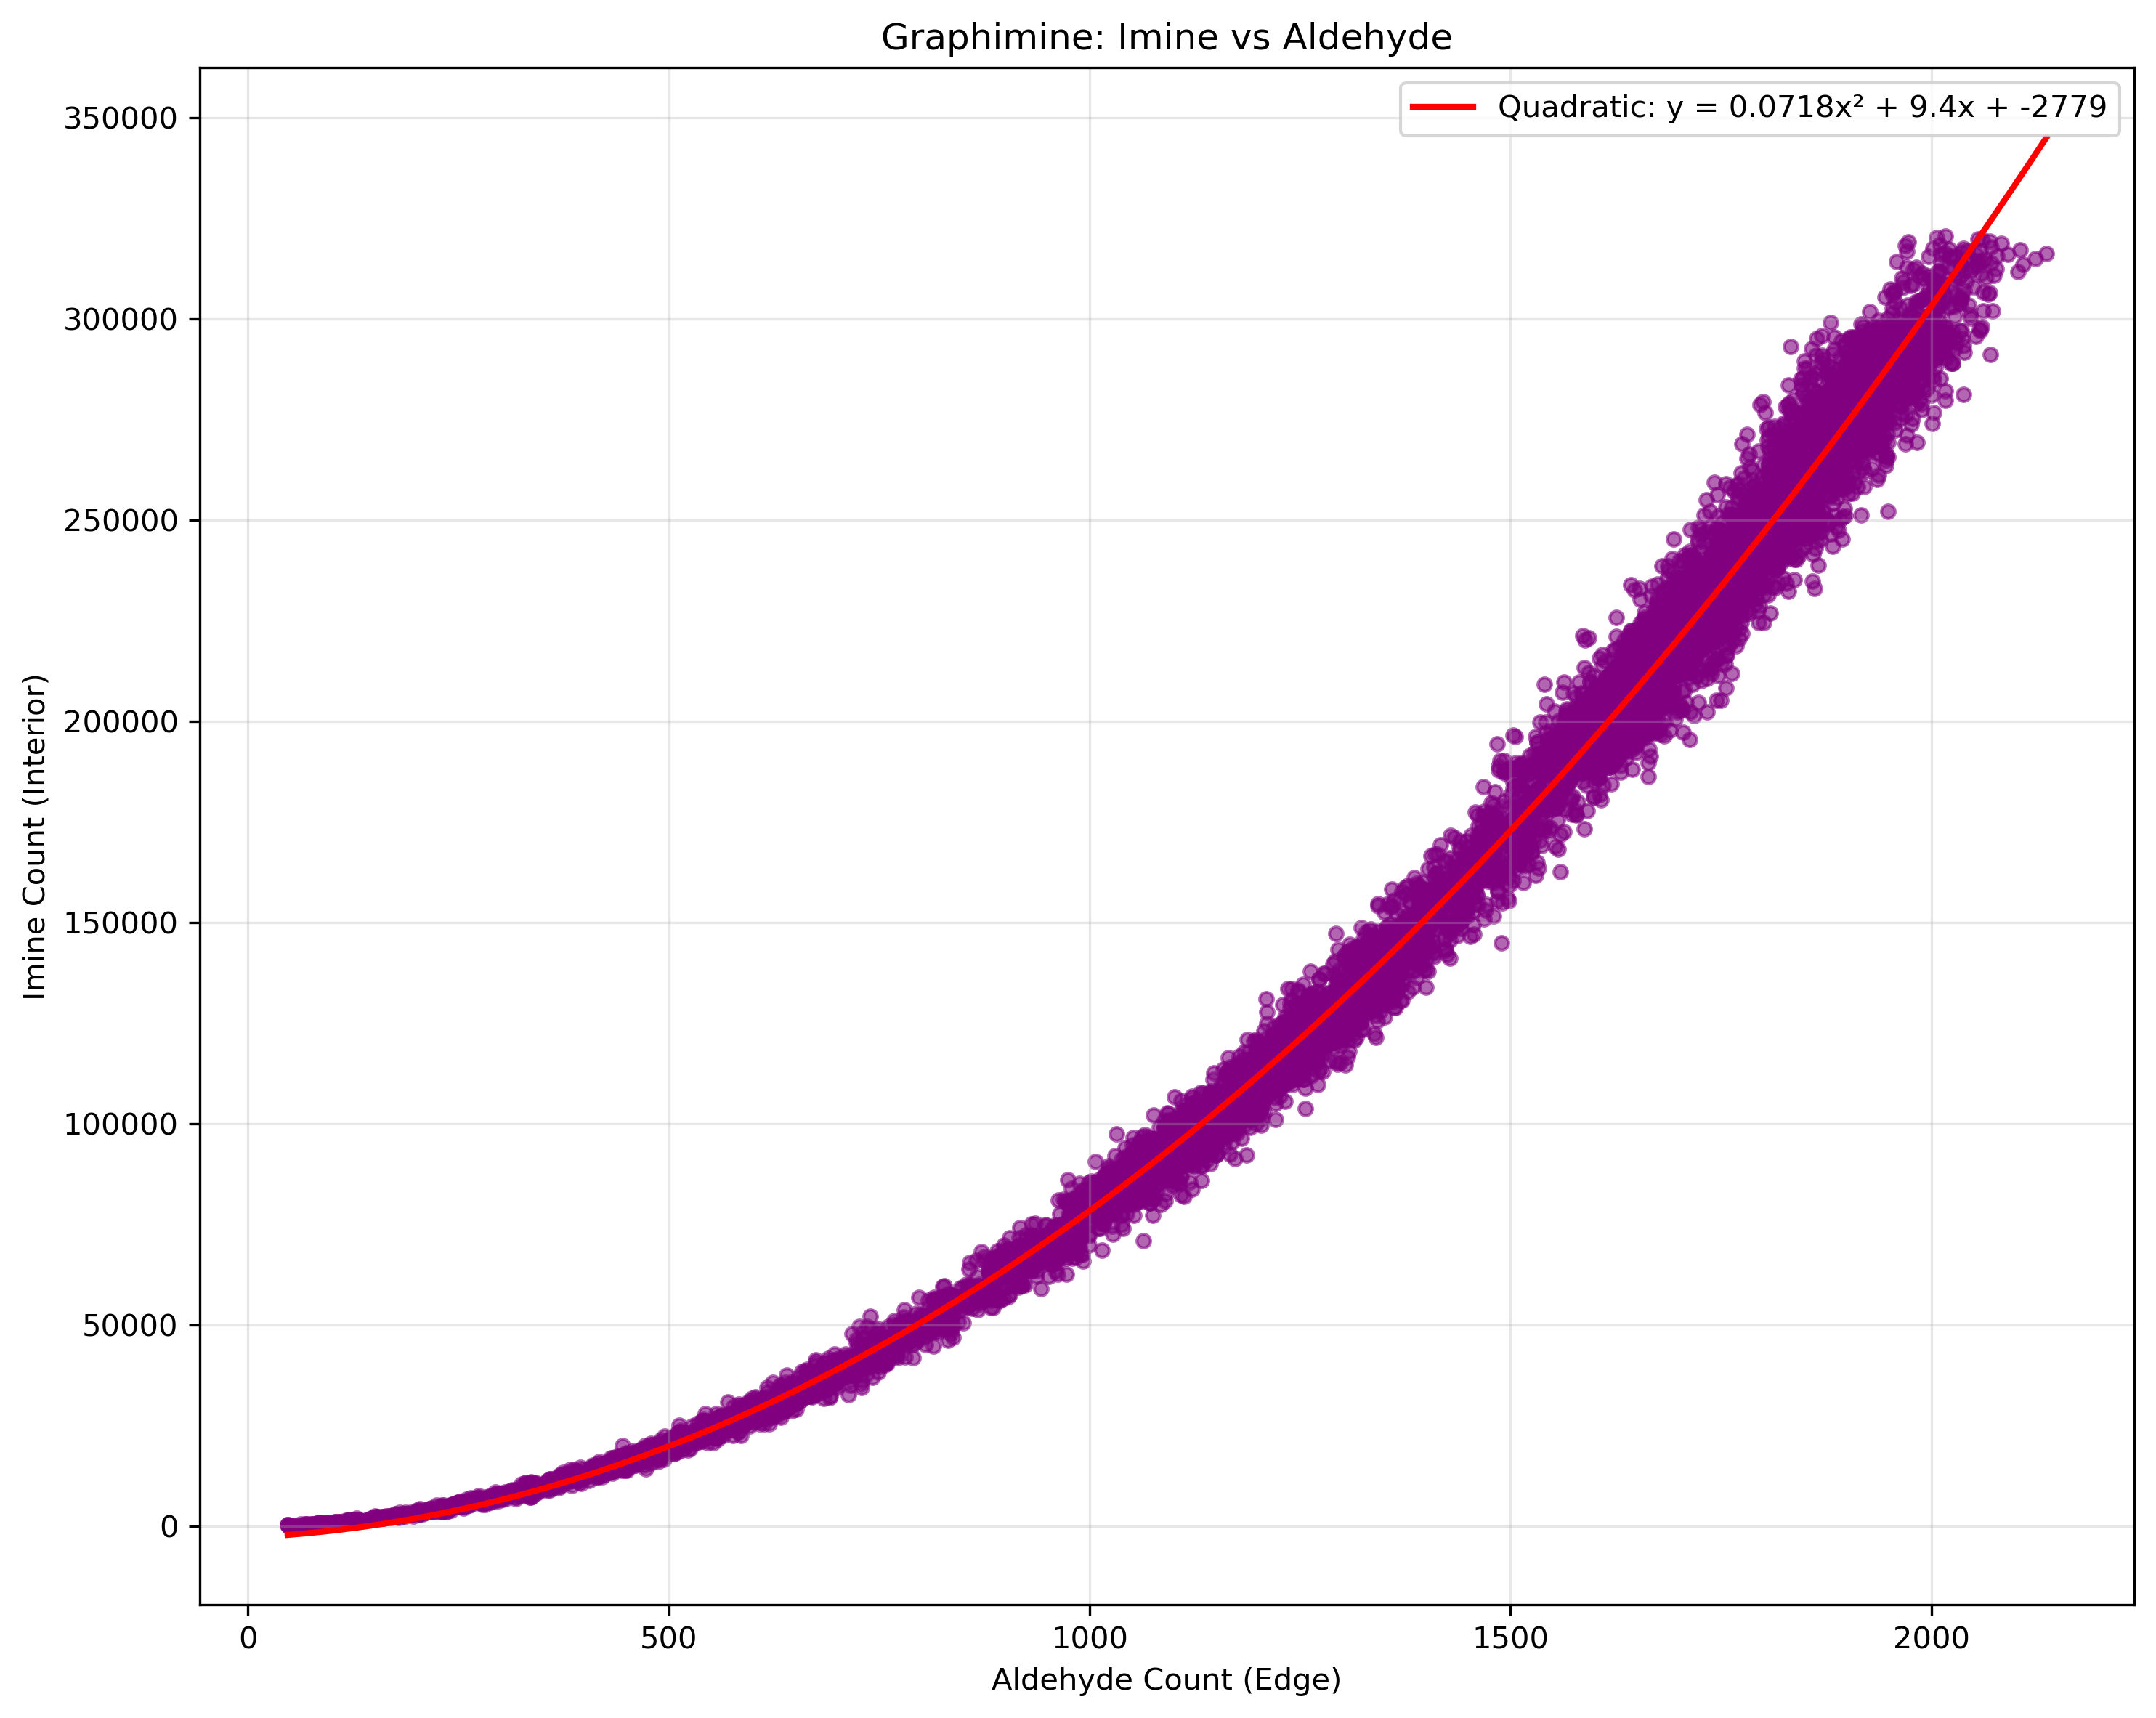 Graphimine: Imine vs Aldehyde
Quadratic: y = 0.0718x² + 9.4x + -2779
350000
300000
250000
200000
150000
100000
50000
0
Imine Count (Interior)
0 500 1000 1500 2000
Aldehyde Count (Edge)